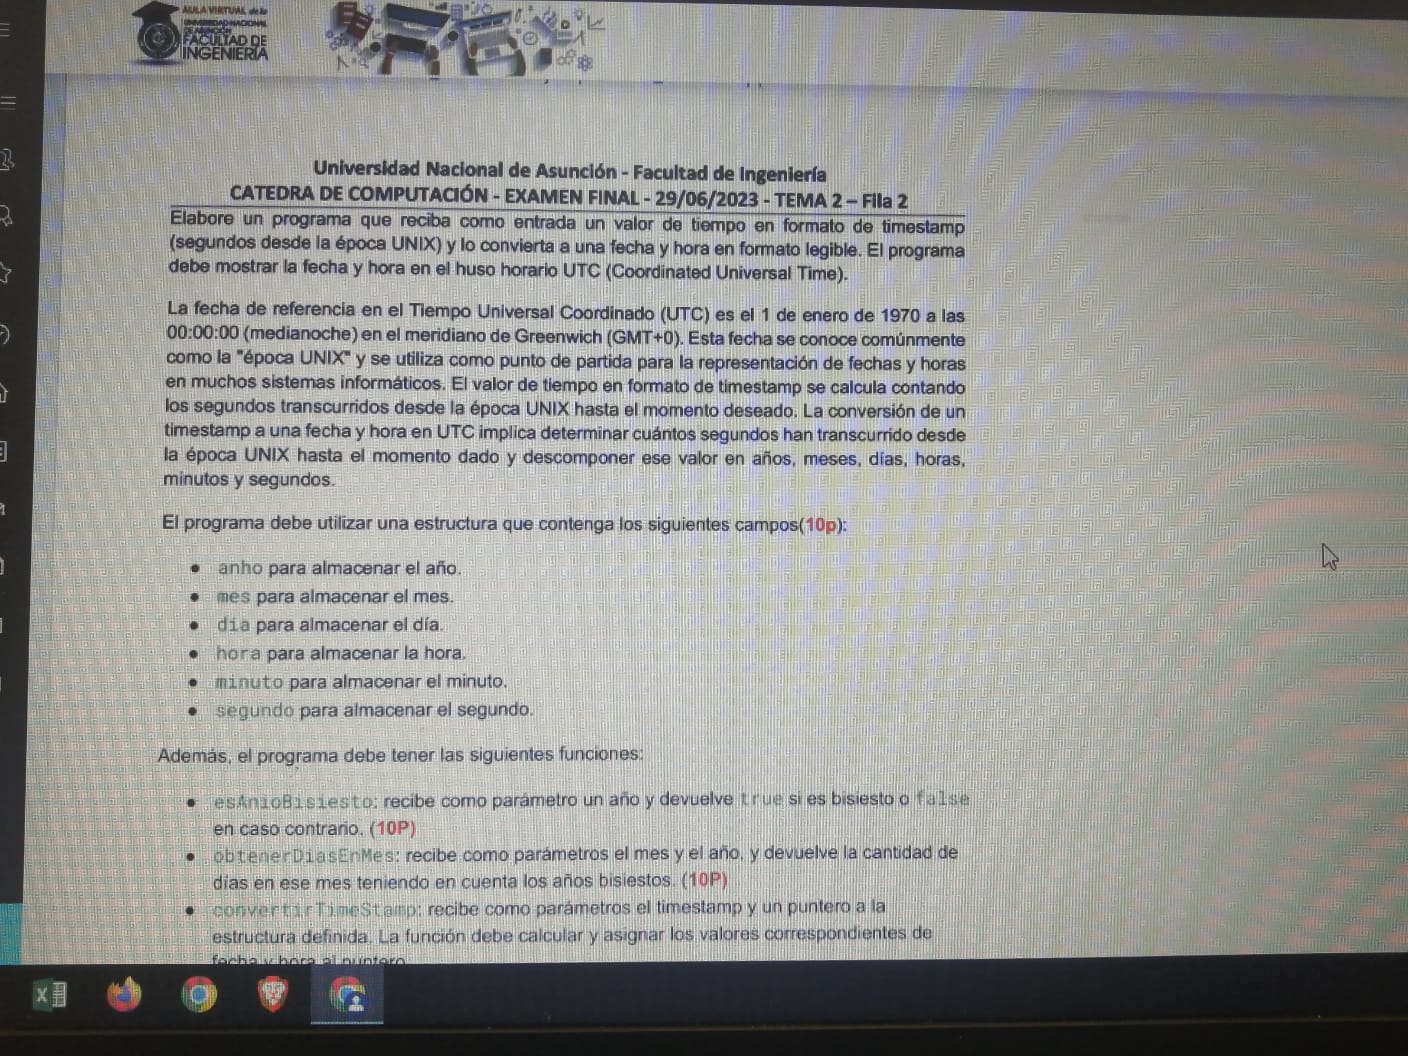 AULA VIRTUAL de la
UNIVERSIDAD NACIONAL
FACULTAD DE
INGENIERÍA
Universidad Nacional de Asunción - Facultad de Ingeniería
CATEDRA DE COMPUTACIÓN - EXAMEN FINAL - 29/06/2023 - TEMA 2 – Fila 2
Elabore un programa que reciba como entrada un valor de tiempo en formato de timestamp
(segundos desde la época UNIX) y lo convierta a una fecha y hora en formato legible. El programa
debe mostrar la fecha y hora en el huso horario UTC (Coordinated Universal Time).
La fecha de referencia en el Tiempo Universal Coordinado (UTC) es el 1 de enero de 1970 a las
00:00:00 (medianoche) en el meridiano de Greenwich (GMT+0). Esta fecha se conoce comúnmente
como la "época UNIX" y se utiliza como punto de partida para la representación de fechas y horas
en muchos sistemas informáticos. El valor de tiempo en formato de timestamp se calcula contando
los segundos transcurridos desde la época UNIX hasta el momento deseado. La conversión de un
timestamp a una fecha y hora en UTC implica determinar cuántos segundos han transcurrido desde
la época UNIX hasta el momento dado y descomponer ese valor en años, meses, días, horas,
minutos y segundos.
El programa debe utilizar una estructura que contenga los siguientes campos(10p):
• anho para almacenar el año.
• mes para almacenar el mes.
• dia para almacenar el día.
• hora para almacenar la hora.
• minuto para almacenar el minuto.
• segundo para almacenar el segundo.
Además, el programa debe tener las siguientes funciones:
• esAnioBisiesto: recibe como parámetro un año y devuelve true si es bisiesto o false
en caso contrario. (10P)
• obtenerDiasEnMes: recibe como parámetros el mes y el año, y devuelve la cantidad de
días en ese mes teniendo en cuenta los años bisiestos. (10P)
• convertirTimeStamp: recibe como parámetros el timestamp y un puntero a la
estructura definida. La función debe calcular y asignar los valores correspondientes de
fecha y hora al puntero